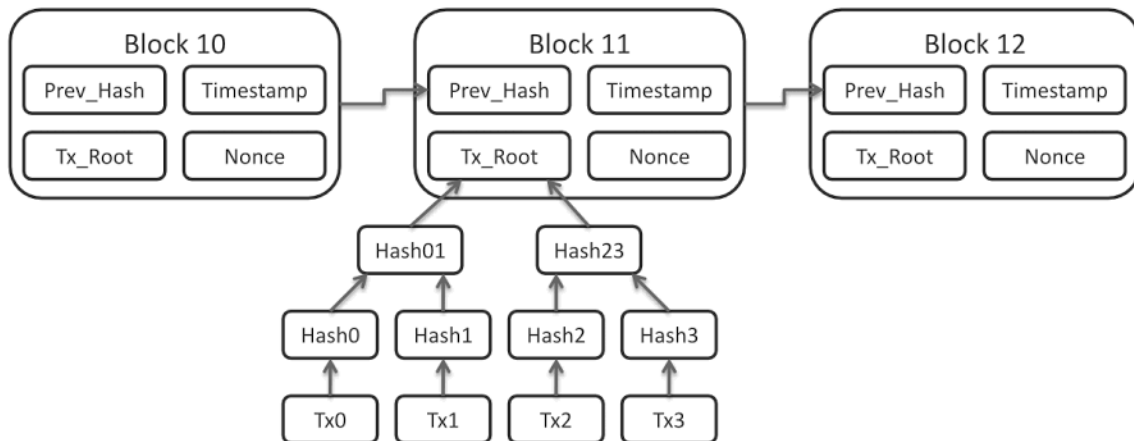 Block 10
Prev_Hash Timestamp
Tx_Root Nonce
Block 11
Prev_Hash Timestamp
Tx_Root Nonce
Block 12
Prev_Hash Timestamp
Tx_Root Nonce
Hash01 Hash23
Hash0 Hash1 Hash2 Hash3
Tx0 Tx1 Tx2 Tx3